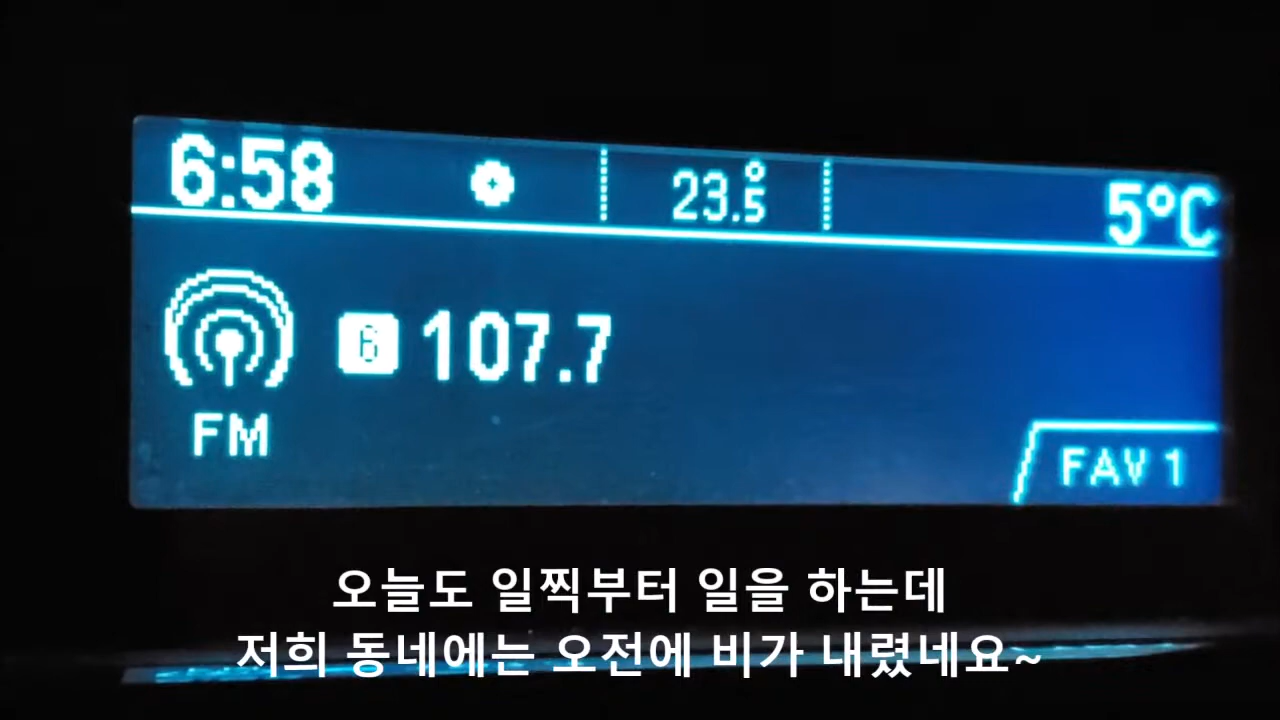 6:58 23.5° 5°C
6 107.7
FM
FAV 1
오늘도 일찍부터 일을 하는데
저희 동네에는 오전에 비가 내렸네요~